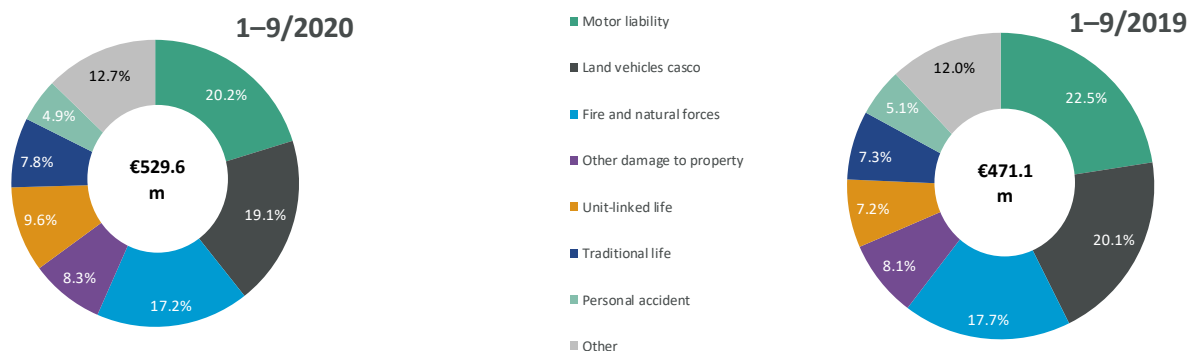 1–9/2020
12.7%
20.2%
4.9%
7.8%
€529.6
m
9.6%
19.1%
8.3%
17.2%
Motor liability
Land vehicles casco
Fire and natural forces
Other damage to property
Unit-linked life
Traditional life
Personal accident
Other
1–9/2019
12.0%
22.5%
5.1%
7.3%
€471.1
m
7.2%
20.1%
8.1%
17.7%